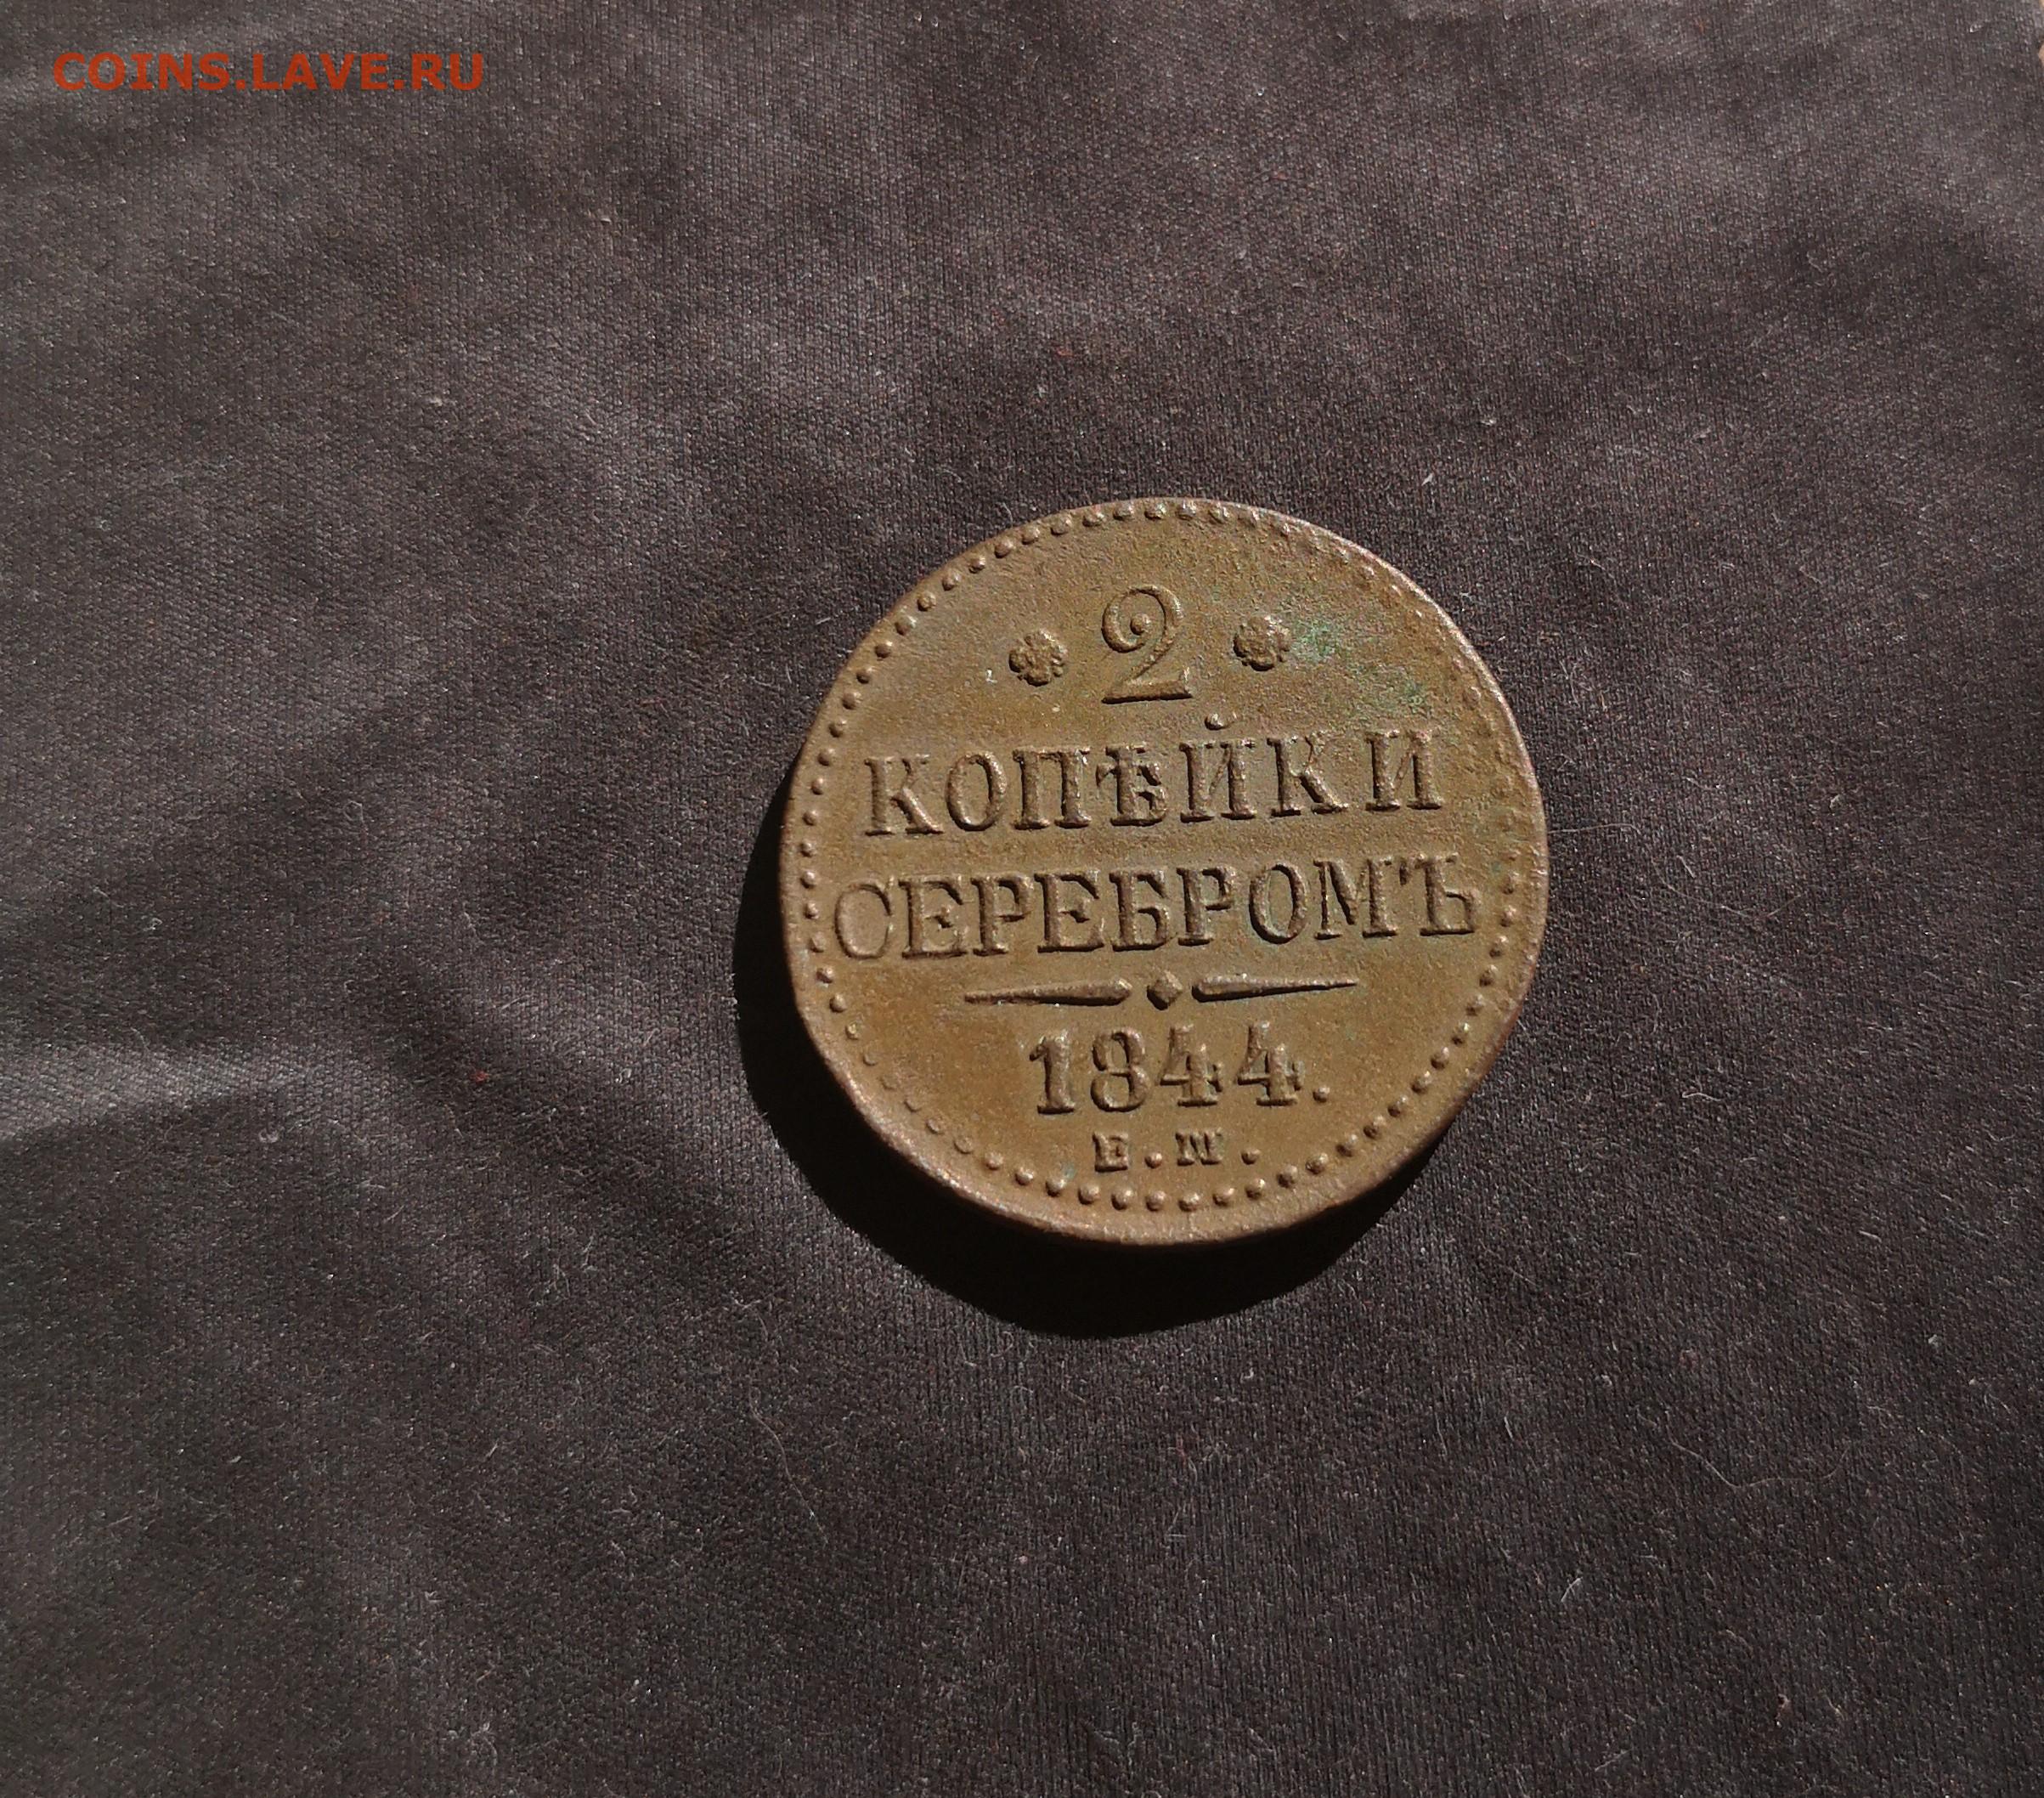 COINS.LAVE.RU
2
КОПѢЙКИ
СЕРЕБРОМЪ
1844.
Е.М.